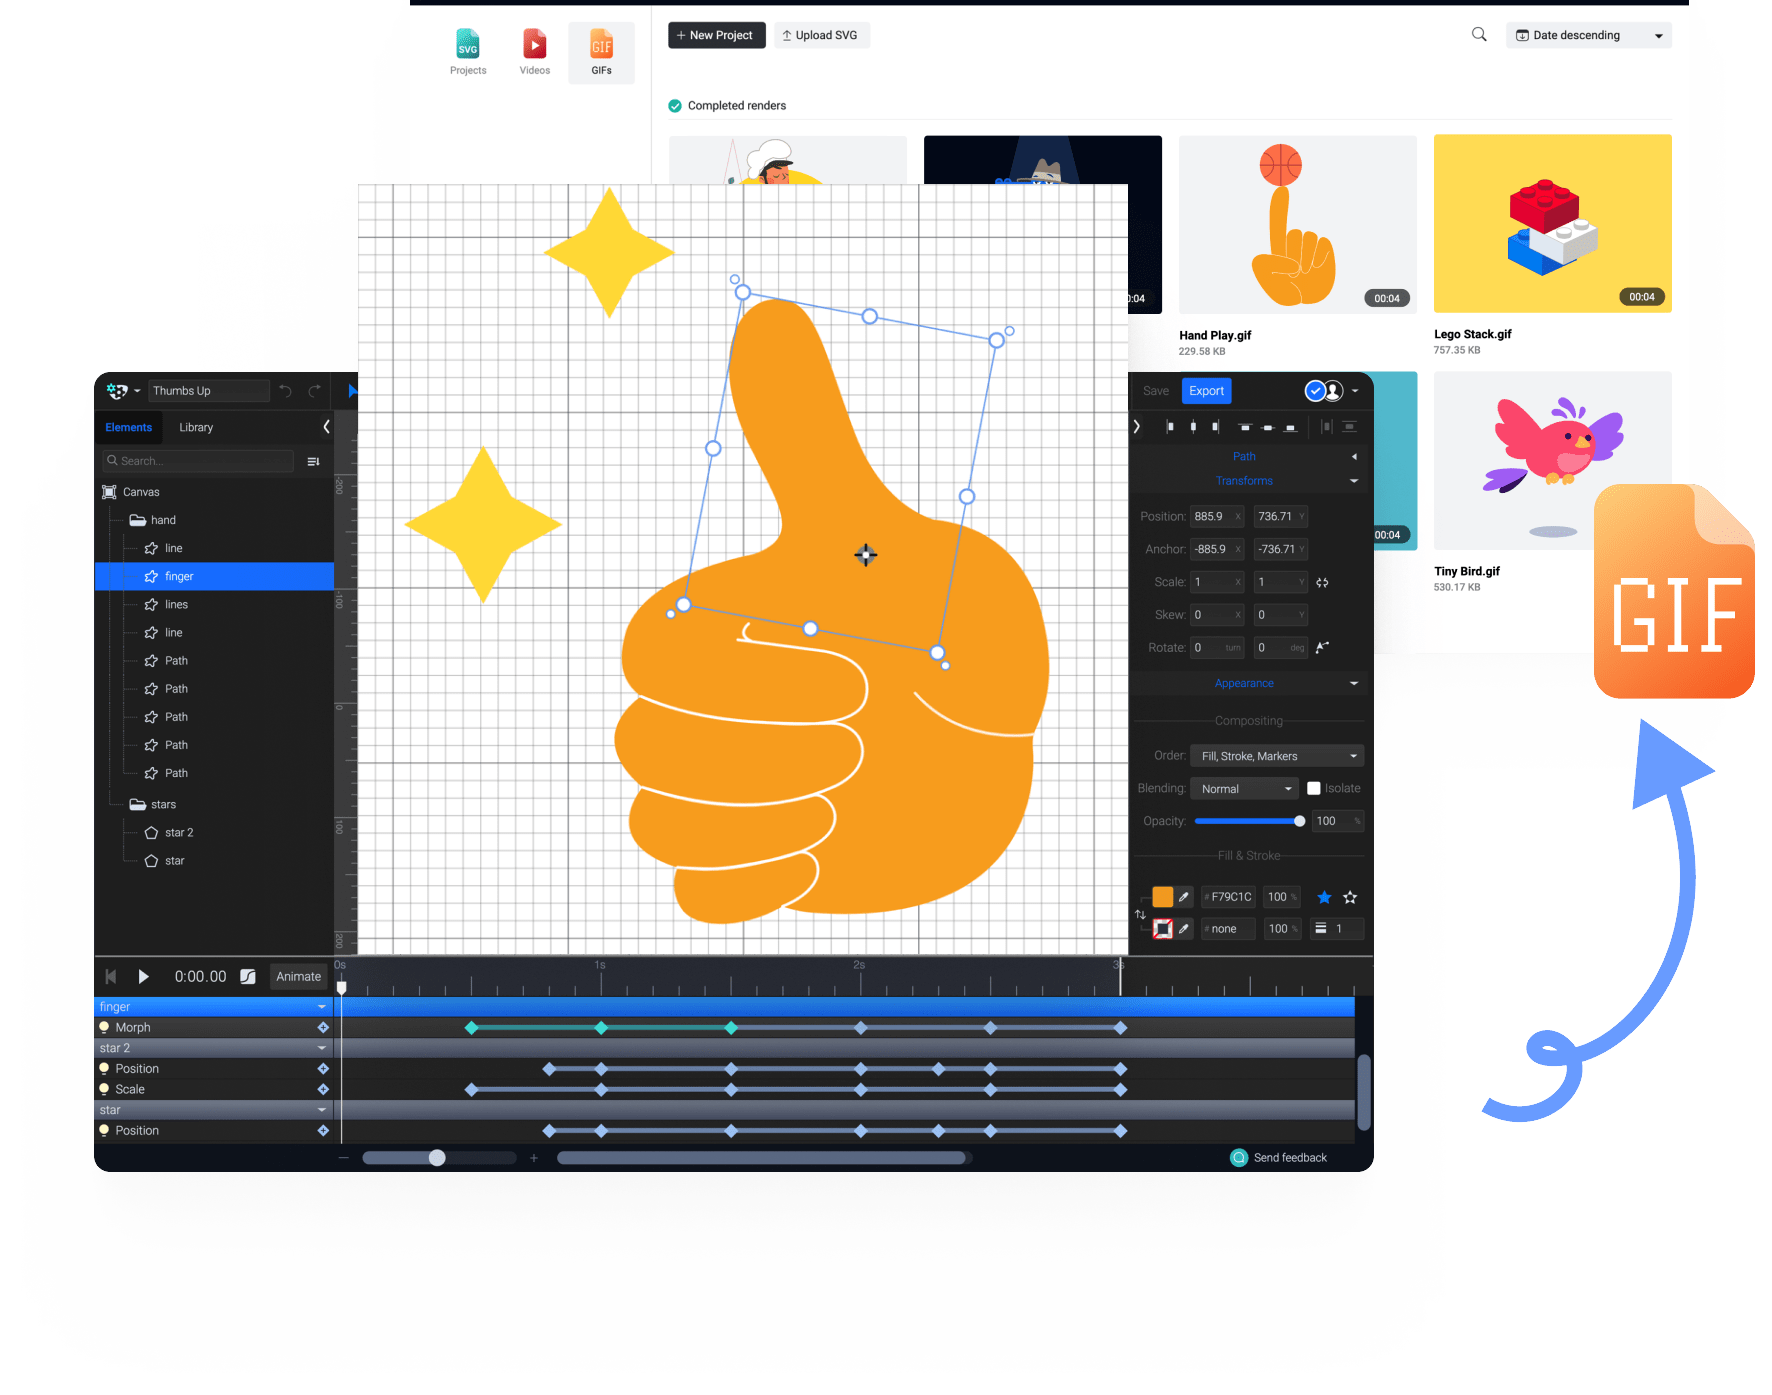 SVG
Projects
Videos
GIF
GIFs
+ New Project
Upload SVG
Date descending
Completed renders
0:04
00:04
00:04
Hand Play.gif
229.58 KB
Lego Stack.gif
757.35 KB
00:04
Tiny Bird.gif
530.17 KB
GIF
Thumbs Up
Save
Export
Elements
Library
Search...
Canvas
hand
line
finger
lines
line
Path
Path
Path
Path
Path
stars
star 2
star
-200
-100
0
100
200
Path
Transforms
Position: 885.9 X 736.71 Y
Anchor: -885.9 X -736.71 Y
Scale: 1 X 1 Y
Skew: 0 X 0 Y
Rotate: 0 turn 0 deg
Appearance
Compositing
Order: Fill, Stroke, Markers
Blending: Normal Isolate
Opacity: 100 %
Fill & Stroke
# F79C1C 100 %
# none 100 % 1
0:00.00
Animate
0s 1s 2s 3s
finger
Morph
star 2
Position
Scale
star
Position
Send feedback